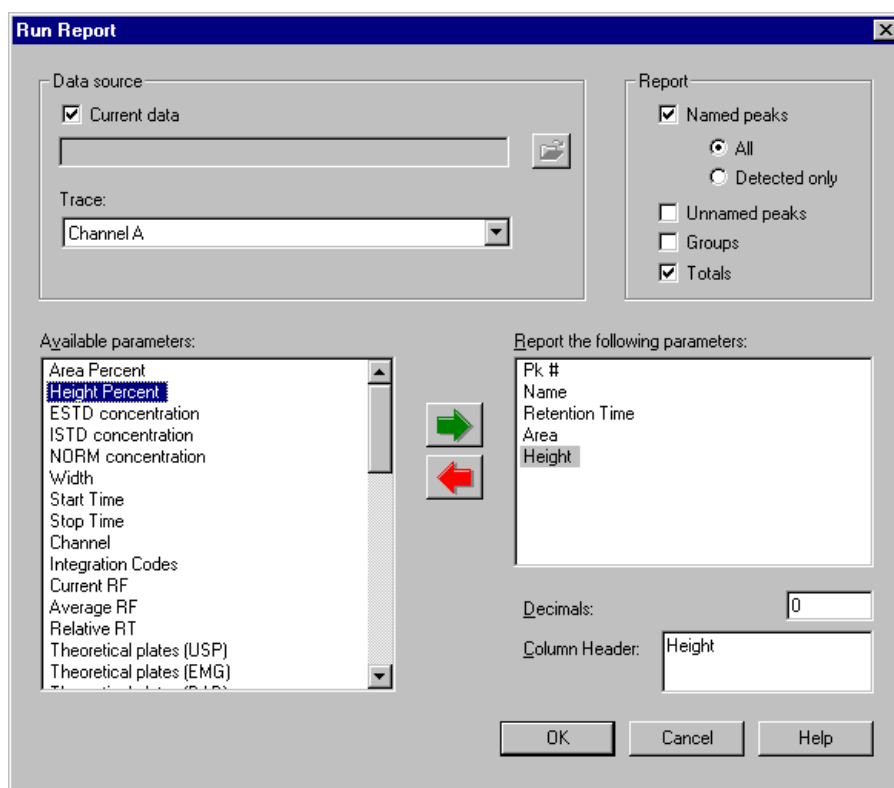 Run Report
Data source
Current data
Trace:
Channel A
Report
Named peaks
All
Detected only
Unnamed peaks
Groups
Totals
Available parameters:
Area Percent
Height Percent
ESTD concentration
ISTD concentration
NORM concentration
Width
Start Time
Stop Time
Channel
Integration Codes
Current RF
Average RF
Relative RT
Theoretical plates (USP)
Theoretical plates (EMG)
Report the following parameters:
Pk #
Name
Retention Time
Area
Height
Decimals:
0
Column Header:
Height
OK
Cancel
Help